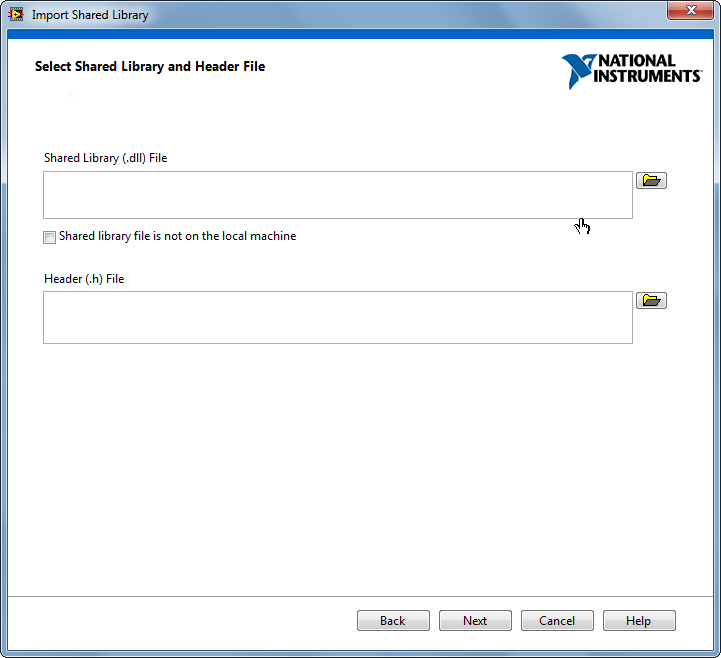 Import Shared Library
Select Shared Library and Header File
NATIONAL
INSTRUMENTS
Shared Library (.dll) File
Shared library file is not on the local machine
Header (.h) File
Back Next Cancel Help